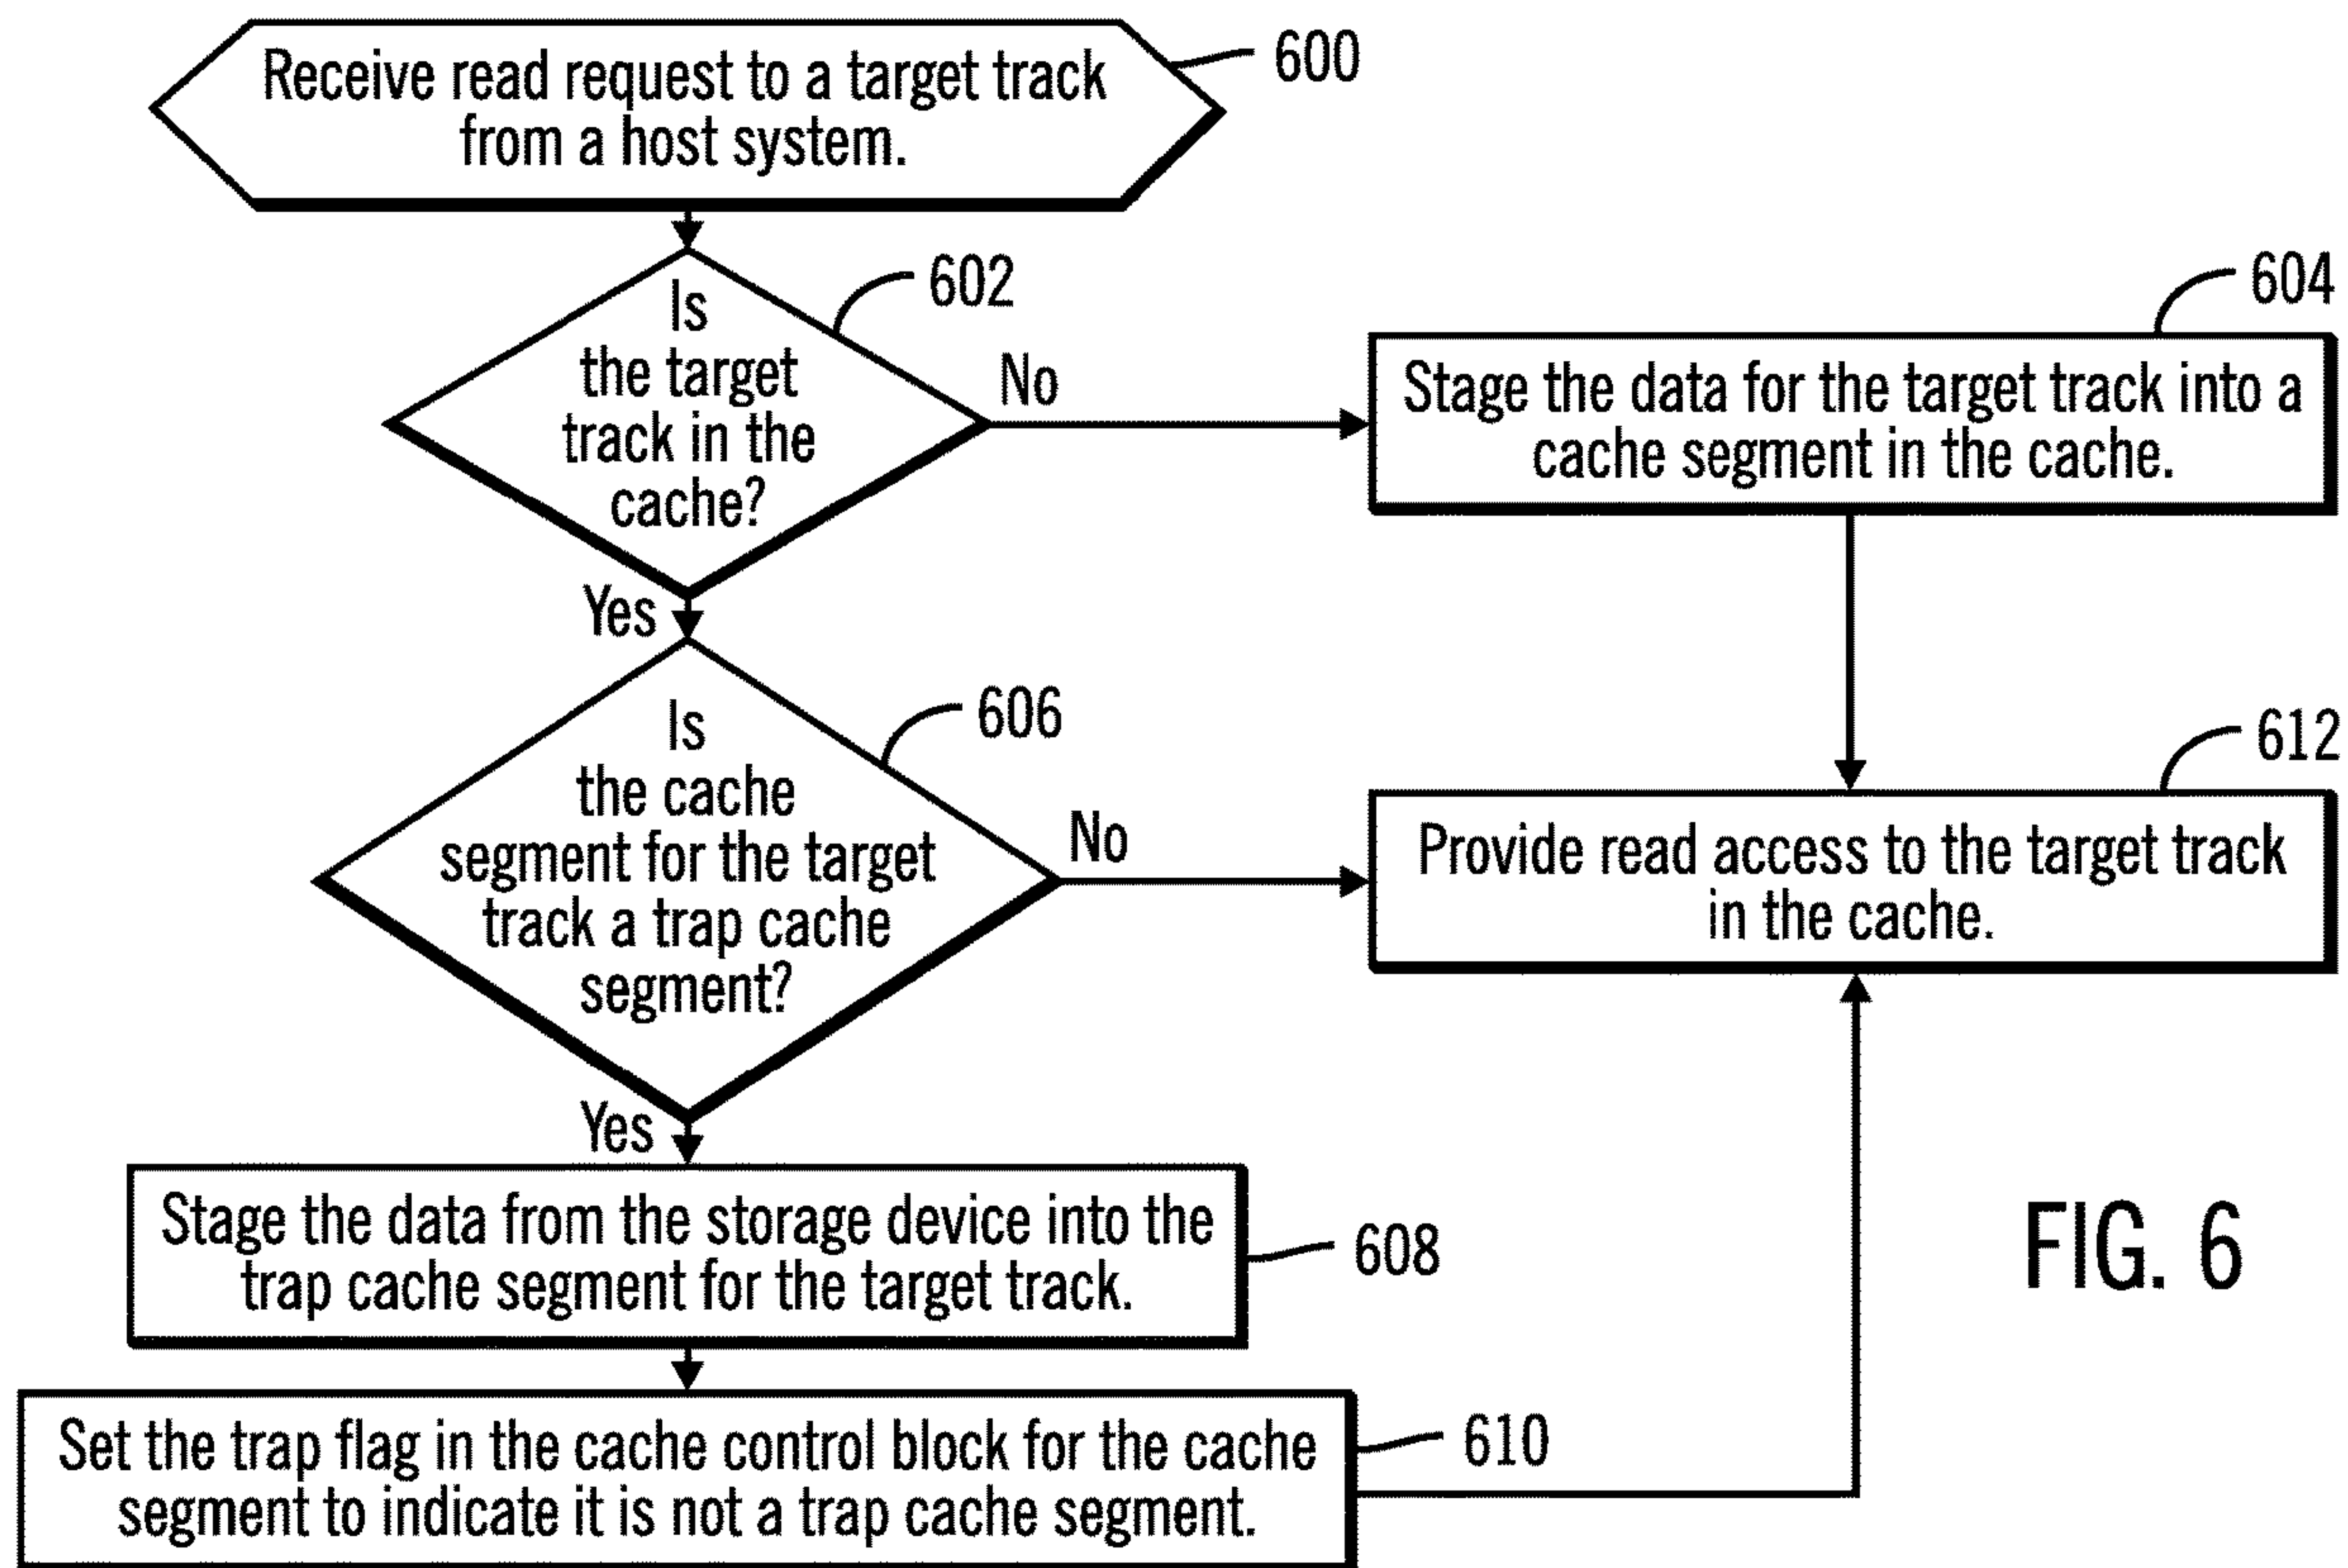 Receive read request to a target track
from a host system.
600
Is
the target
track in the
cache?
602
No
Yes
Stage the data for the target track into a
cache segment in the cache.
604
Is
the cache
segment for the target
track a trap cache
segment?
606
No
Yes
Provide read access to the target track
in the cache.
612
Stage the data from the storage device into the
trap cache segment for the target track.
608
Set the trap flag in the cache control block for the cache
segment to indicate it is not a trap cache segment.
610
FIG. 6